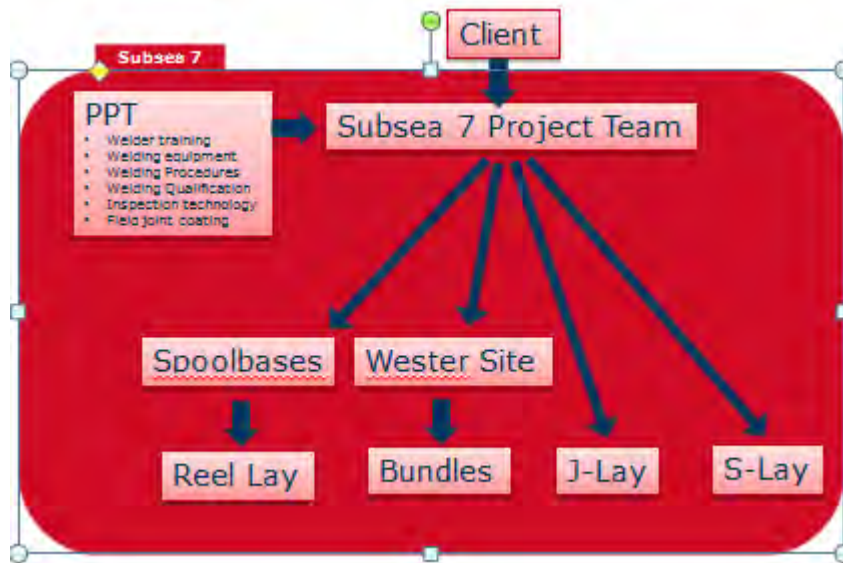 Client
Subsea 7
PPT
• Welder training
• Welding equipment
• Welding Procedures
• Welding Qualification
• Inspection technology
• Field joint coating
Subsea 7 Project Team
Spoolbases
Wester Site
Reel Lay
Bundles
J-Lay
S-Lay